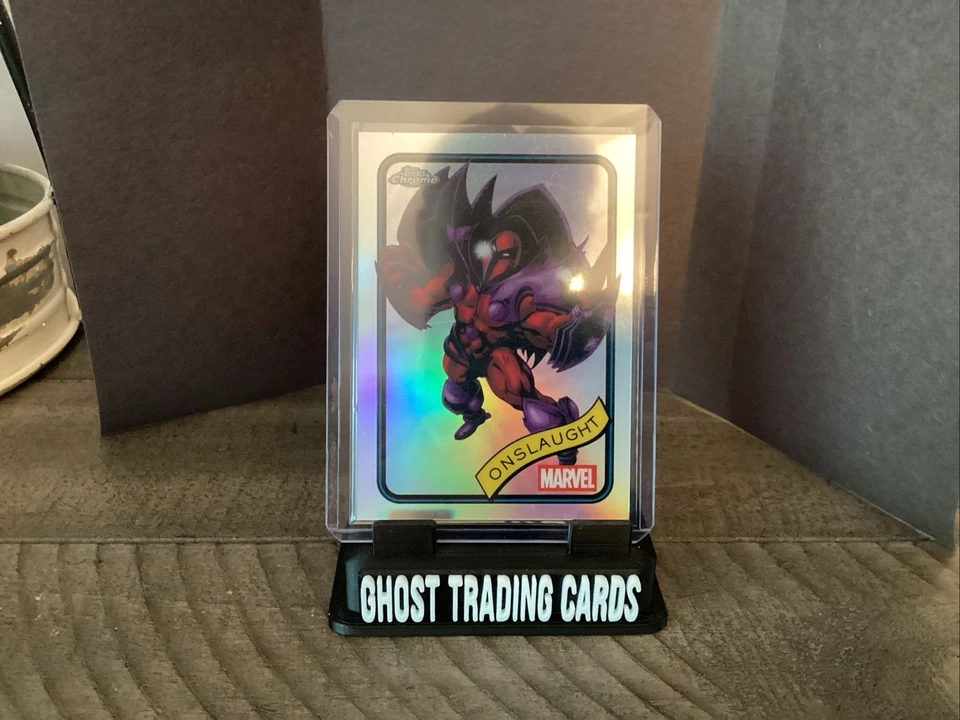 Topps
Chrome
ONSLAUGHT
MARVEL
GHOST TRADING CARDS